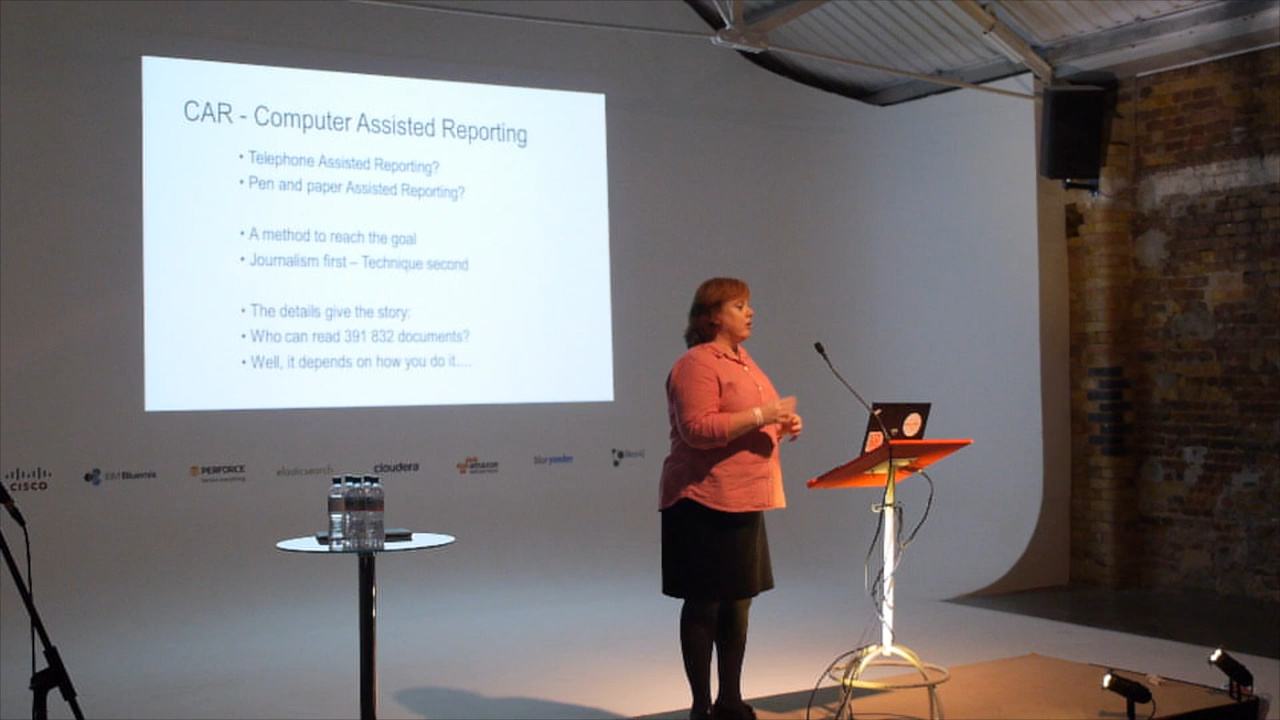 CAR - Computer Assisted Reporting
• Telephone Assisted Reporting?
• Pen and paper Assisted Reporting?
• A method to reach the goal
• Journalism first – Technique second
• The details give the story:
• Who can read 391 832 documents?
• Well, it depends on how you do it....
CISCO
IBM Bluemix
PERFORCE
elasticsearch
cloudera
amazon